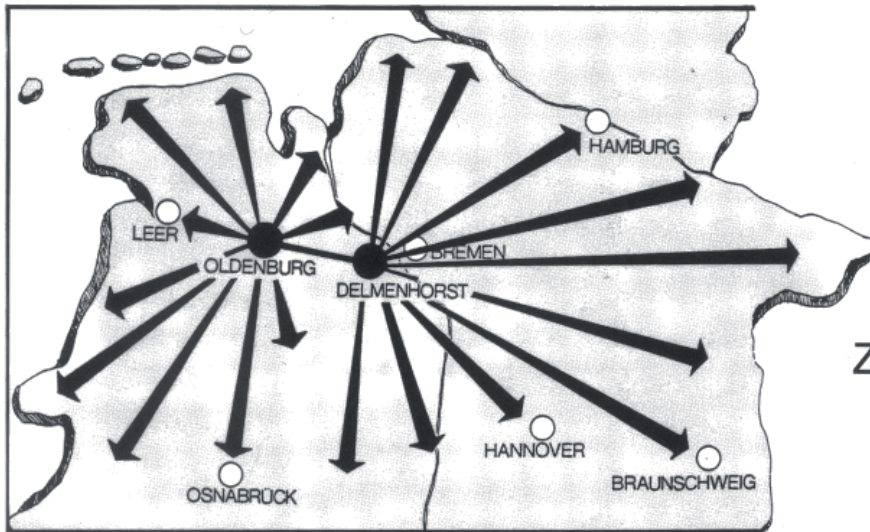 HAMBURG
LEER
BREMEN
OLDENBURG
DELMENHORST
Z
HANNOVER
OSNABRÜCK
BRAUNSCHWEIG